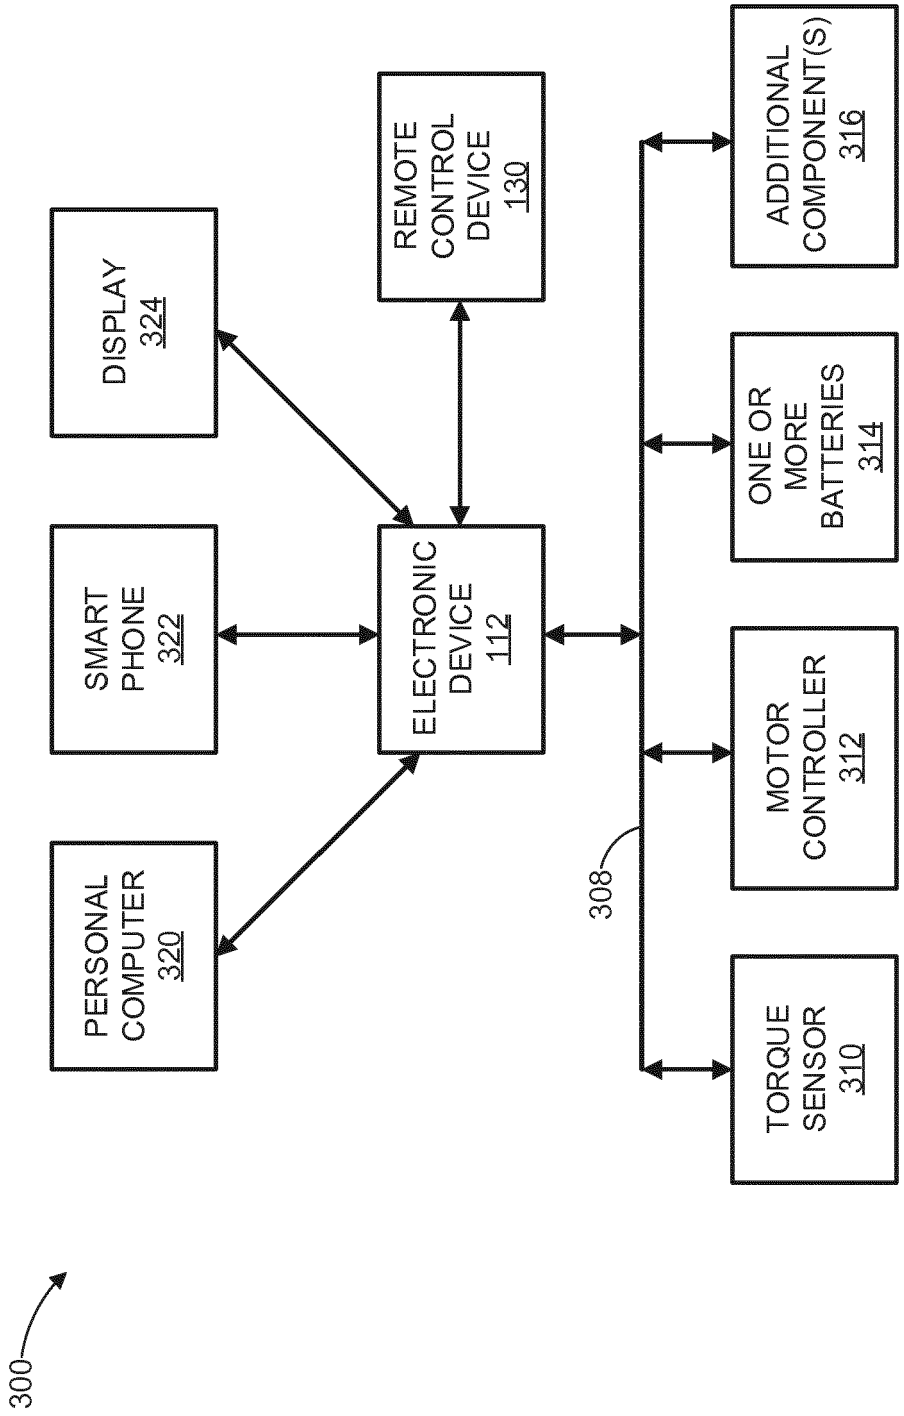 300
PERSONAL
COMPUTER
320
SMART
PHONE
322
DISPLAY
324
ELECTRONIC
DEVICE
112
REMOTE
CONTROL
DEVICE
130
308
TORQUE
SENSOR
310
MOTOR
CONTROLLER
312
ONE OR
MORE
BATTERIES
314
ADDITIONAL
COMPONENT(S)
316